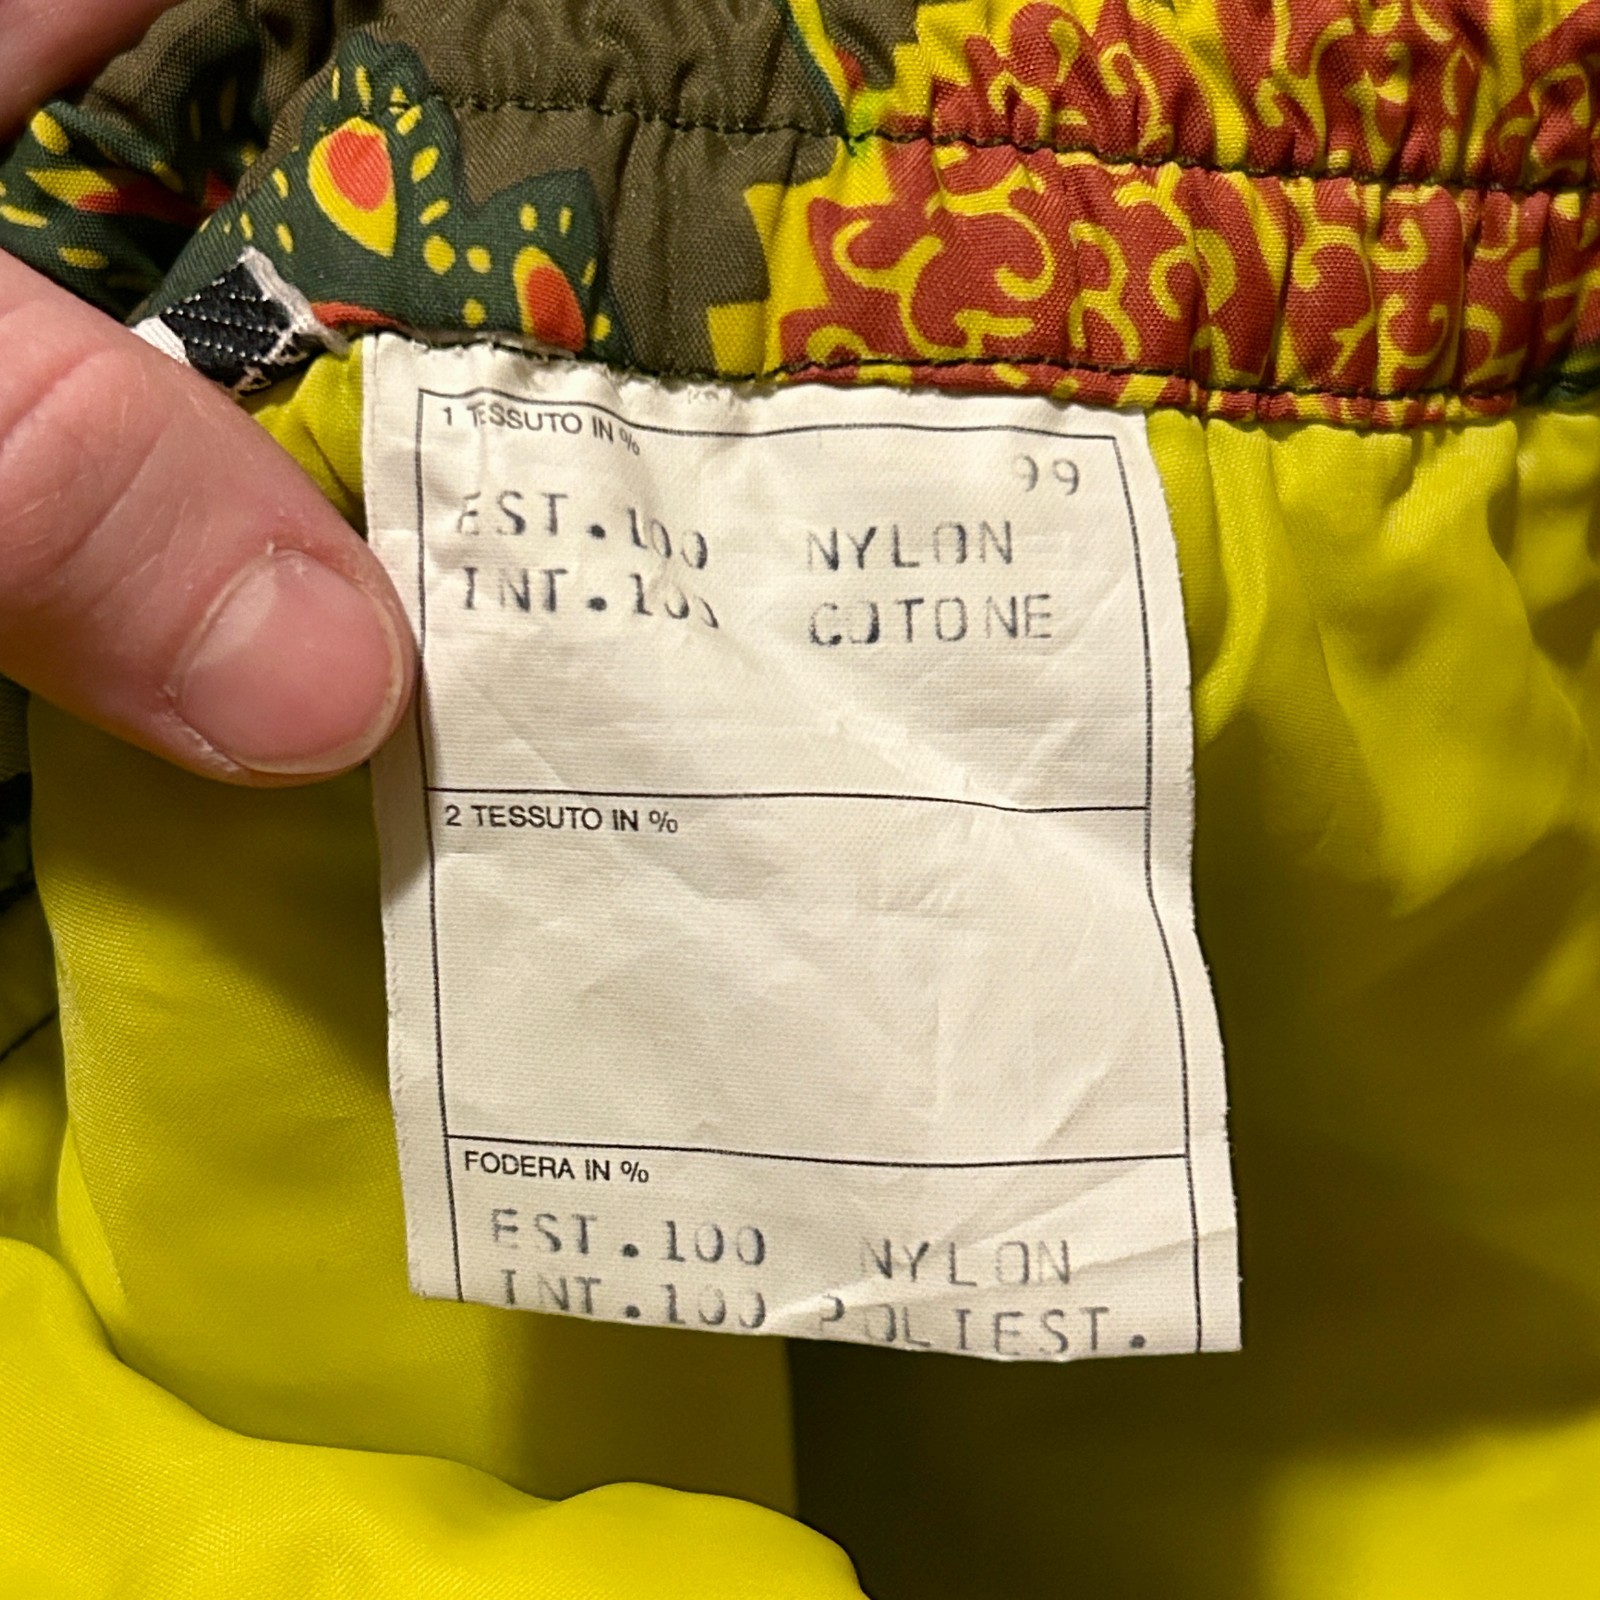 1 TESSUTO IN %
99
EST.100 NYLON
INT.100 COTONE
2 TESSUTO IN %
FODERA IN %
EST.100 NYLON
INT.100 POLIEST.